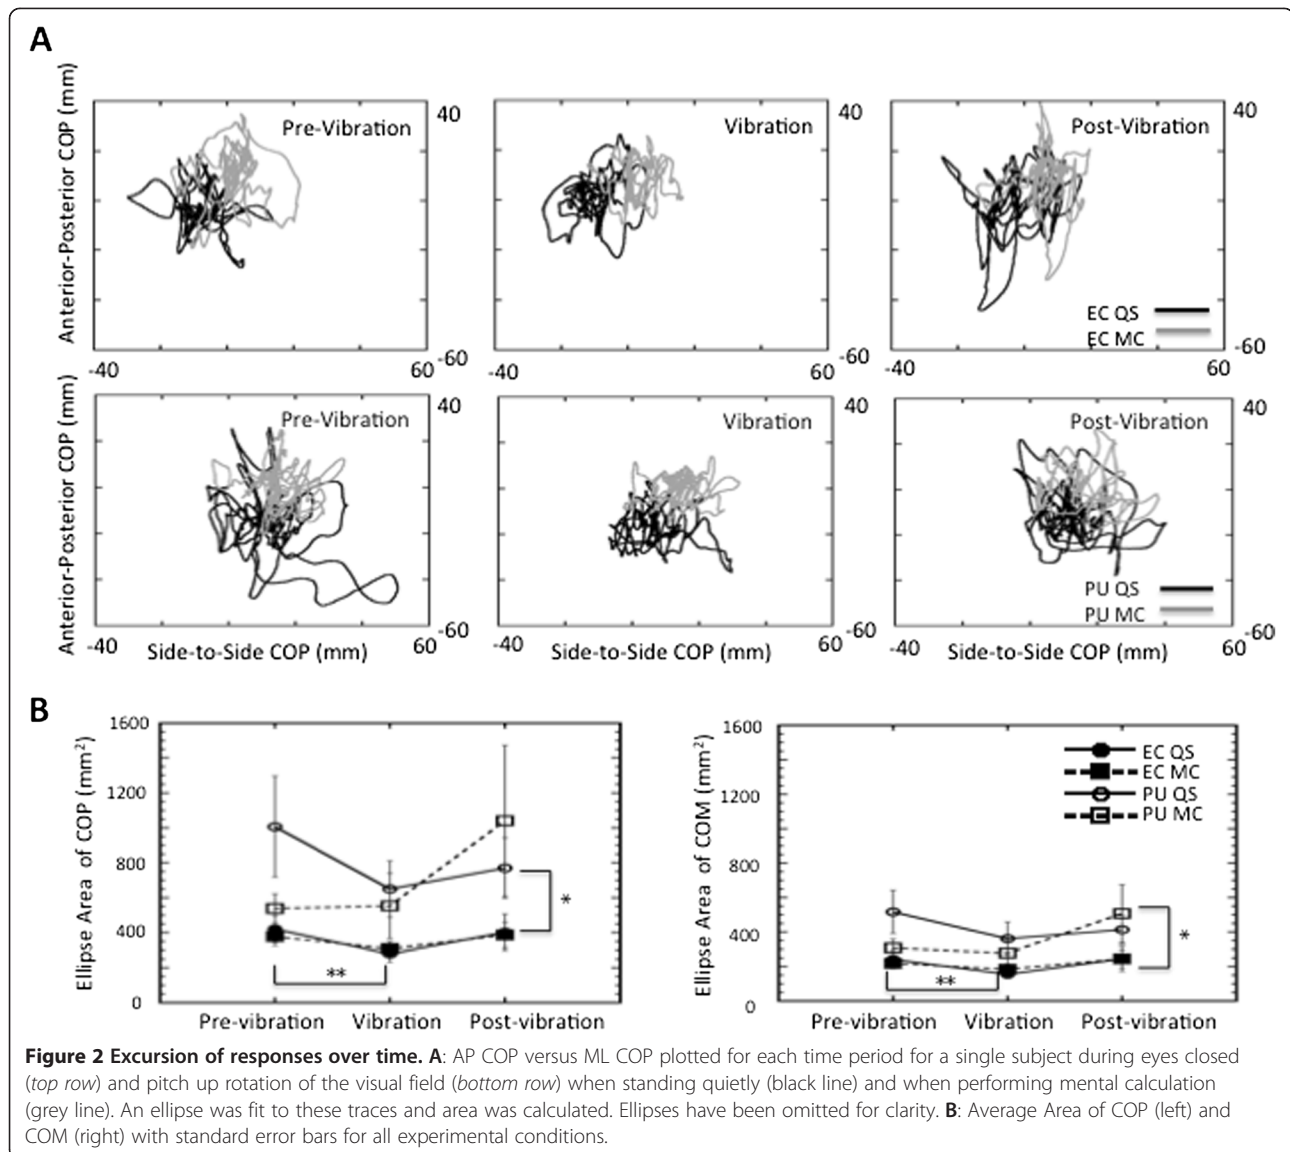 A
Anterior-Posterior COP (mm)
Pre-Vibration
40
-60
-40
60
Vibration
40
-60
-40
60
Post-Vibration
EC QS
EC MC
40
-60
-40
60
Anterior-Posterior COP (mm)
Pre-Vibration
40
-60
-40
Side-to-Side COP (mm)
60
Vibration
PU QS
PU MC
Post-Vibration
40
-60
-40
Side-to-Side COP (mm)
60
B
Ellipse Area of COP (mm²)
1600
1200
800
400
0
*
**
Pre-vibration Vibration Post-vibration
Ellipse Area of COM (mm²)
1600
1200
800
400
0
EC QS
EC MC
PU QS
PU MC
*
**
Pre-vibration Vibration Post-vibration
Figure 2 Excursion of responses over time. A: AP COP versus ML COP plotted for each time period for a single subject during eyes closed
(top row) and pitch up rotation of the visual field (bottom row) when standing quietly (black line) and when performing mental calculation
(grey line). An ellipse was fit to these traces and area was calculated. Ellipses have been omitted for clarity. B: Average Area of COP (left) and
COM (right) with standard error bars for all experimental conditions.